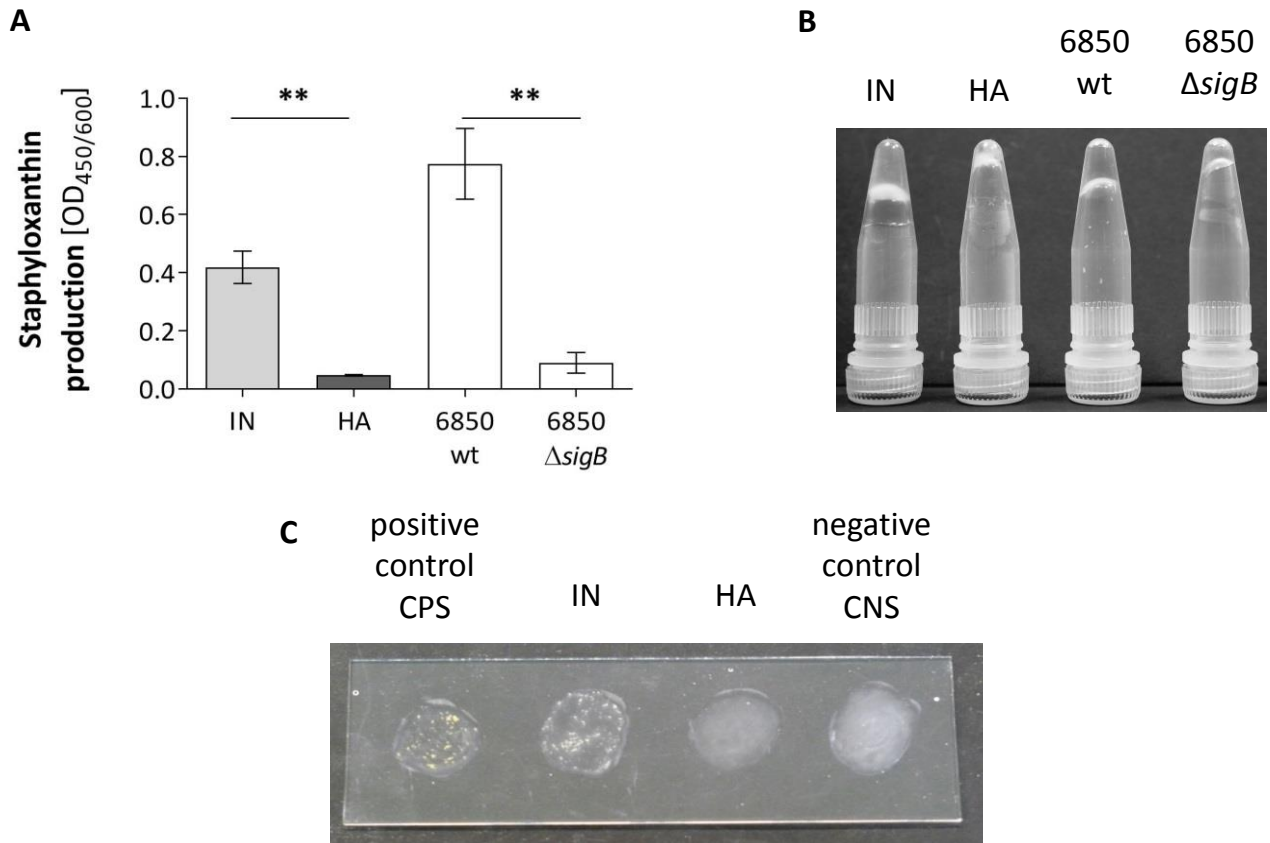 A
Staphyloxanthin
production [OD450/600]
1.0
0.8
0.6
0.4
0.2
0.0
**
**
IN
HA
6850
wt
6850
ΔsigB
B
IN
HA
6850
wt
6850
ΔsigB
C
positive
control
CPS
IN
HA
negative
control
CNS